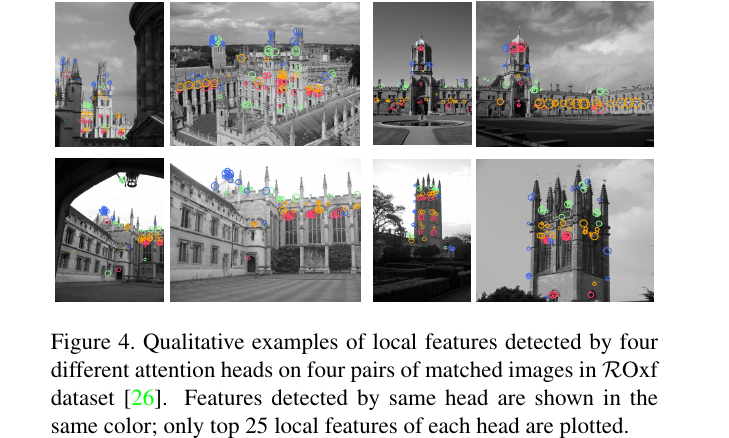 Figure 4. Qualitative examples of local features detected by four
different attention heads on four pairs of matched images in ROxf
dataset [26]. Features detected by same head are shown in the
same color; only top 25 local features of each head are plotted.